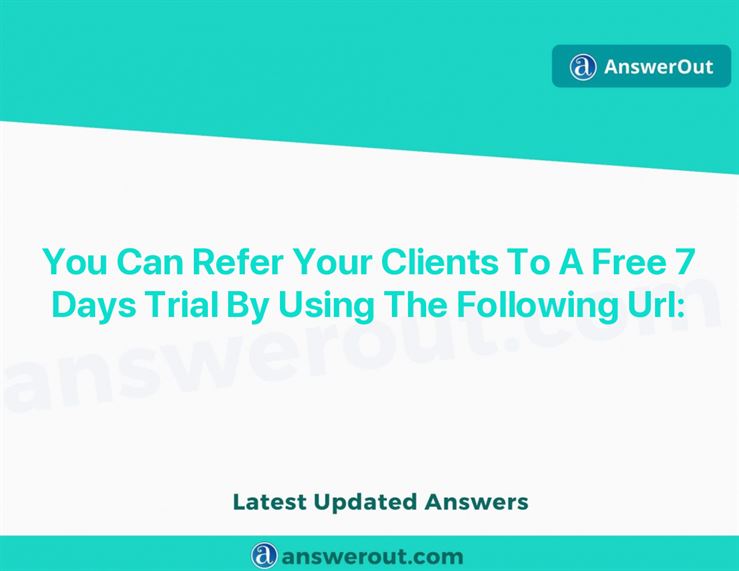 AnswerOut
You Can Refer Your Clients To A Free 7
Days Trial By Using The Following Url:
answerout.com
Latest Updated Answers
answerout.com